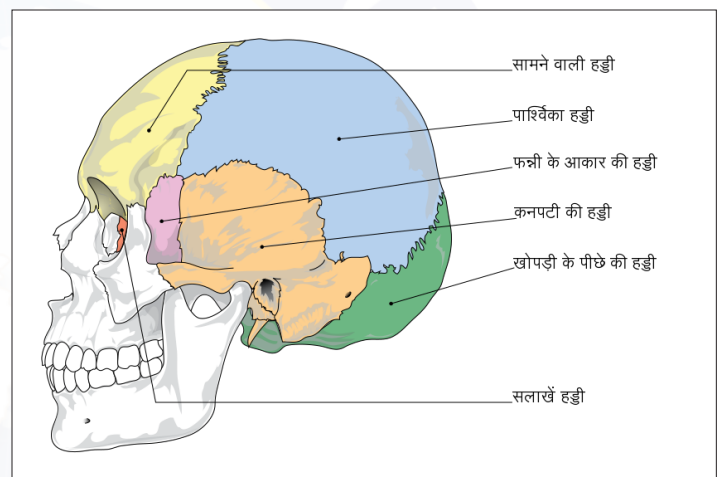 सामने वाली हड्डी
पार्श्विका हड्डी
फन्नी के आकार की हड्डी
कनपटी की हड्डी
खोपड़ी के पीछे की हड्डी
सलाखें हड्डी